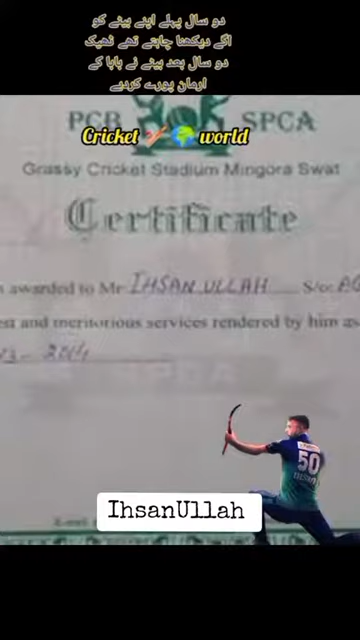 دو سال پہلے اپنے بیٹے کو
آگے دیکھنا چاہتے تھے ٹھیک
دو سال بعد بیٹے نے بابا کے
ارمان پورے کردیے
PCB SPCA
Cricket 🏏 🌍 world
Grassy Cricket Stadium Mingora Swat
Certificate
awarded to Mr IHSAN ULLAH S/o
and meritorious services rendered by him as
50
IhsanUllah